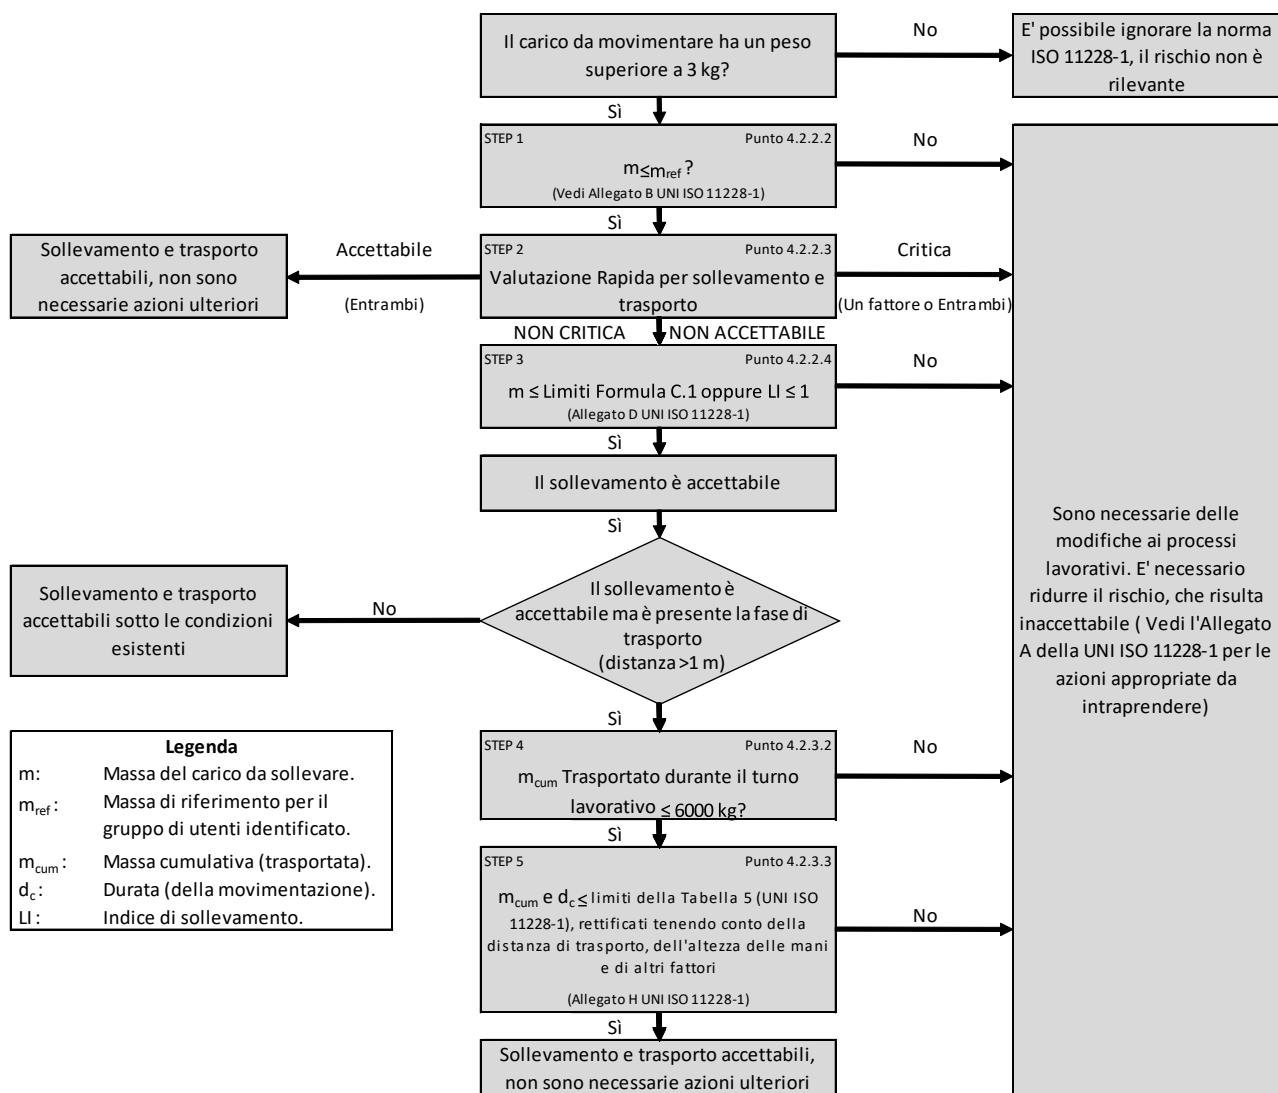 Il carico da movimentare ha un peso
superiore a 3 kg?
No
E' possibile ignorare la norma
ISO 11228-1, il rischio non è
rilevante
Sì
STEP 1 Punto 4.2.2.2
m≤mref ?
(Vedi Allegato B UNI ISO 11228-1)
No
Sì
Sollevamento e trasporto
accettabili, non sono
necessarie azioni ulteriori
Accettabile
(Entrambi)
STEP 2 Punto 4.2.2.3
Valutazione Rapida per sollevamento e
trasporto
Critica
(Un fattore o Entrambi)
NON CRITICA NON ACCETTABILE
STEP 3 Punto 4.2.2.4
m ≤ Limiti Formula C.1 oppure LI ≤ 1
(Allegato D UNI ISO 11228-1)
No
Sì
Il sollevamento è accettabile
Sì
Il sollevamento è
accettabile ma è presente la fase di
trasporto
(distanza >1 m)
No
Sollevamento e trasporto
accettabili sotto le condizioni
esistenti
Sono necessarie delle
modifiche ai processi
lavorativi. E' necessario
ridurre il rischio, che risulta
inaccettabile ( Vedi l'Allegato
A della UNI ISO 11228-1 per le
azioni appropriate da
intraprendere)
Sì
STEP 4 Punto 4.2.3.2
mcum Trasportato durante il turno
lavorativo ≤ 6000 kg?
No
Sì
STEP 5 Punto 4.2.3.3
mcum e dc≤ limiti della Tabella 5 (UNI ISO
11228-1), rettificati tenendo conto della
distanza di trasporto, dell'altezza delle mani
e di altri fattori
(Allegato H UNI ISO 11228-1)
No
Sì
Sollevamento e trasporto accettabili,
non sono necessarie azioni ulteriori
Legenda
m: Massa del carico da sollevare.
mref : Massa di riferimento per il
gruppo di utenti identificato.
mcum : Massa cumulativa (trasportata).
dc : Durata (della movimentazione).
LI : Indice di sollevamento.